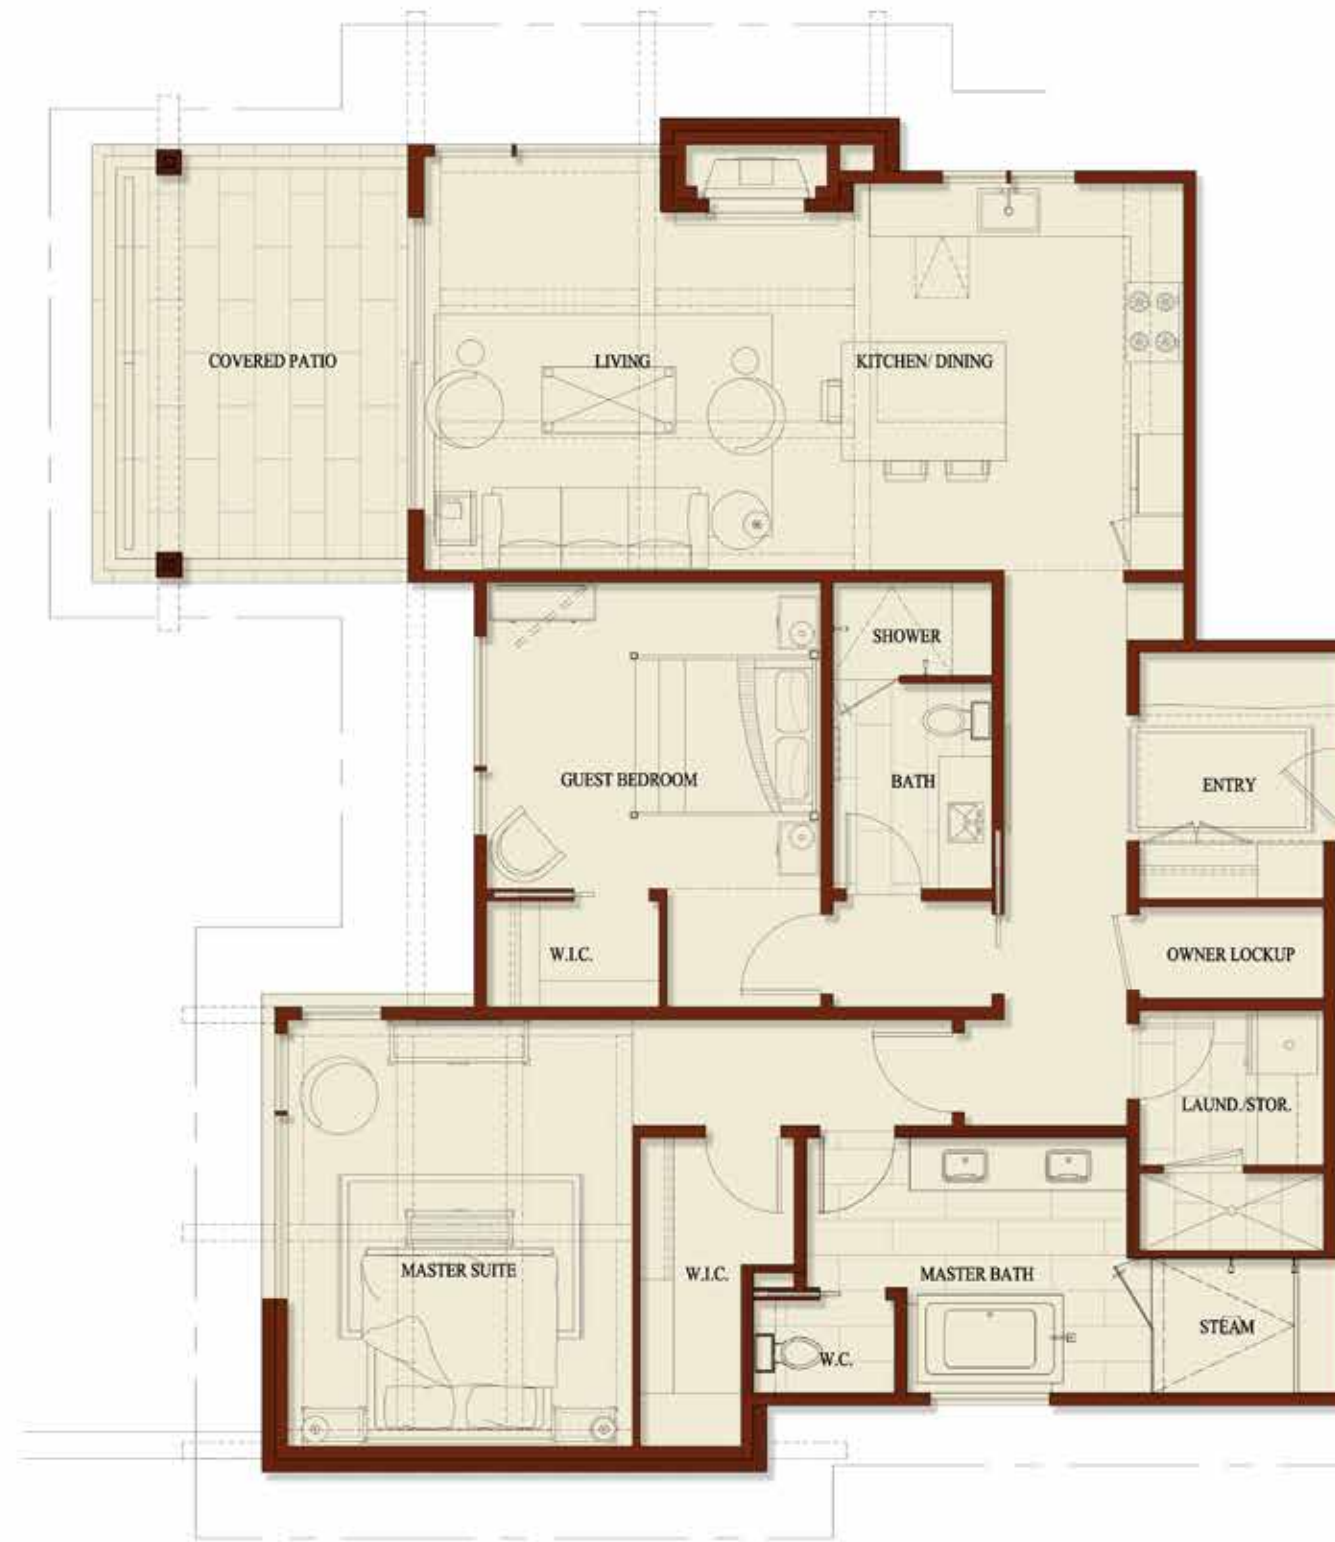 COVERED PATIO
LIVING
KITCHEN/ DINING
SHOWER
GUEST BEDROOM
BATH
ENTRY
W.I.C.
OWNER LOCKUP
LAUND./STOR.
MASTER SUITE
W.I.C.
MASTER BATH
STEAM
W.C.